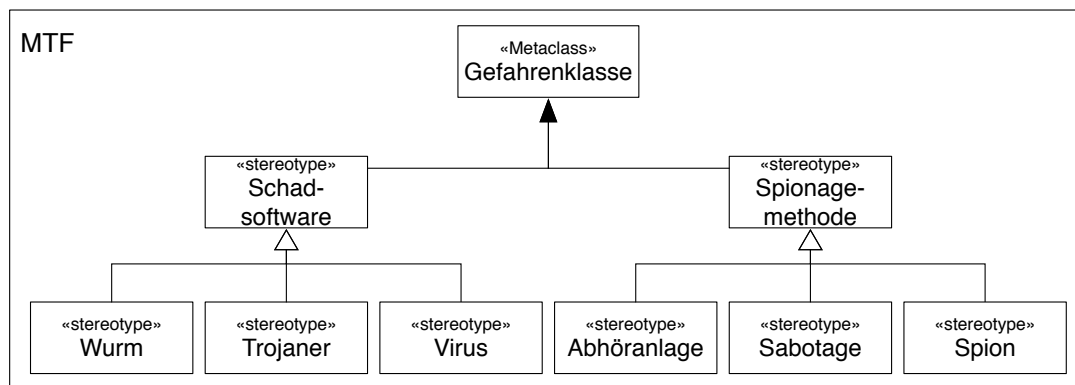 MTF
«Metaclass»
Gefahrenklasse
«stereotype»
Schad-
software
«stereotype»
Spionage-
methode
«stereotype»
Wurm
«stereotype»
Trojaner
«stereotype»
Virus
«stereotype»
Abhöranlage
«stereotype»
Sabotage
«stereotype»
Spion